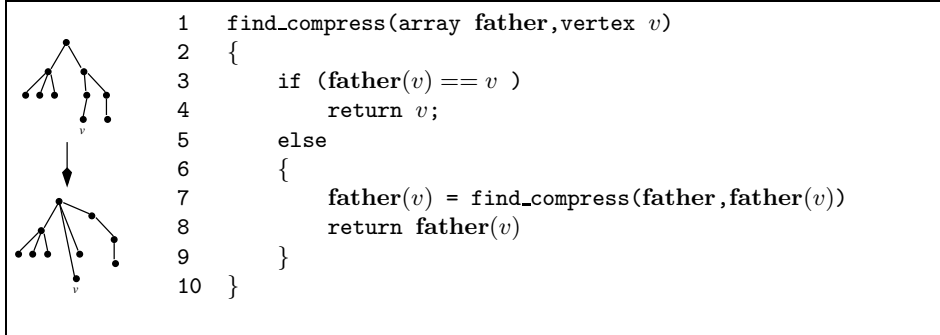 1 find_compress(array father,vertex v)
2 {
3 if (father(v) == v )
4 return v;
5 else
6 {
7 father(v) = find_compress(father,father(v))
8 return father(v)
9 }
10 }
v
v